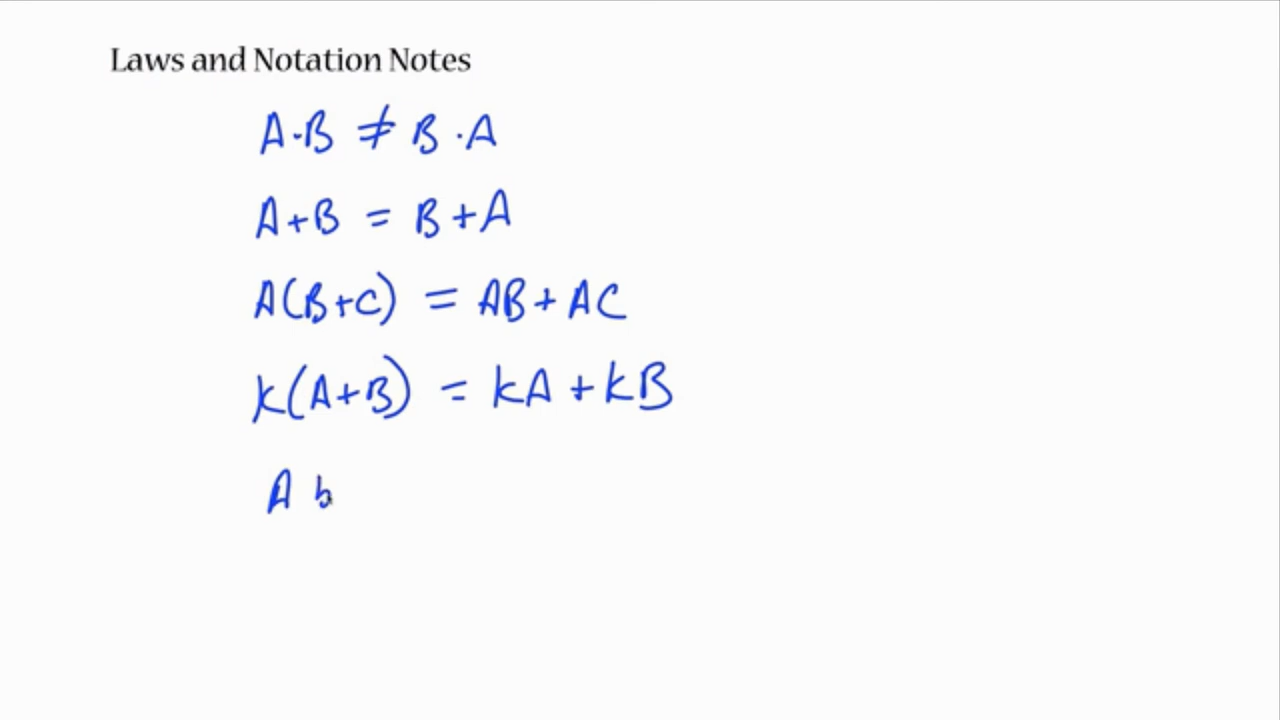 Laws and Notation Notes
A·B ≠ B·A
A+B = B+A
A(B+C) = AB+AC
K(A+B) = KA+KB
A b